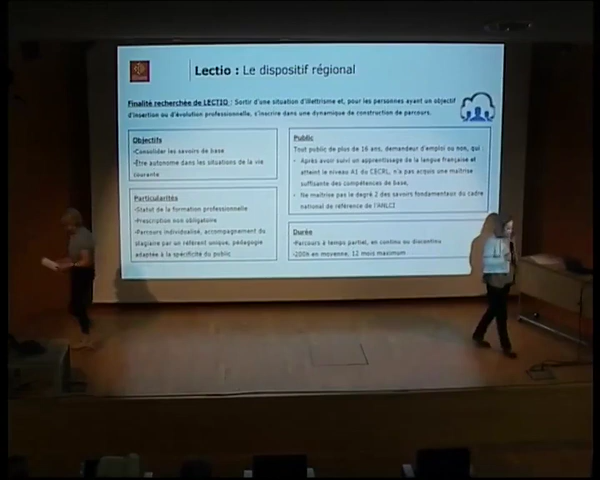 Lectio : Le dispositif régional
Finalité recherchée de LECTIO : Sortir d'une situation d'illettrisme et, pour les personnes ayant un objectif
d'insertion ou d'évolution professionnelle, s'inscrire dans une dynamique de construction de parcours.
Objectifs
•Consolider les savoirs de base
•Être autonome dans les situations de la vie
courante
Particularités
•Statut de la formation professionnelle
•Prescription non obligatoire
•Parcours individualisé, accompagnement du
stagiaire par un référent unique, pédagogie
adaptée à la spécificité du public
Public
Tout public de plus de 16 ans, demandeur d'emploi ou non, qui
- Après avoir suivi un apprentissage de la langue française et
atteint le niveau A1 du CECRL, n'a pas acquis une maîtrise
suffisante des compétences de base,
- Ne maîtrise pas le degré 2 des savoirs fondamentaux du cadre
national de référence de l'ANLCI
Durée
•Parcours à temps partiel, en continu ou discontinu
•200h en moyenne, 12 mois maximum